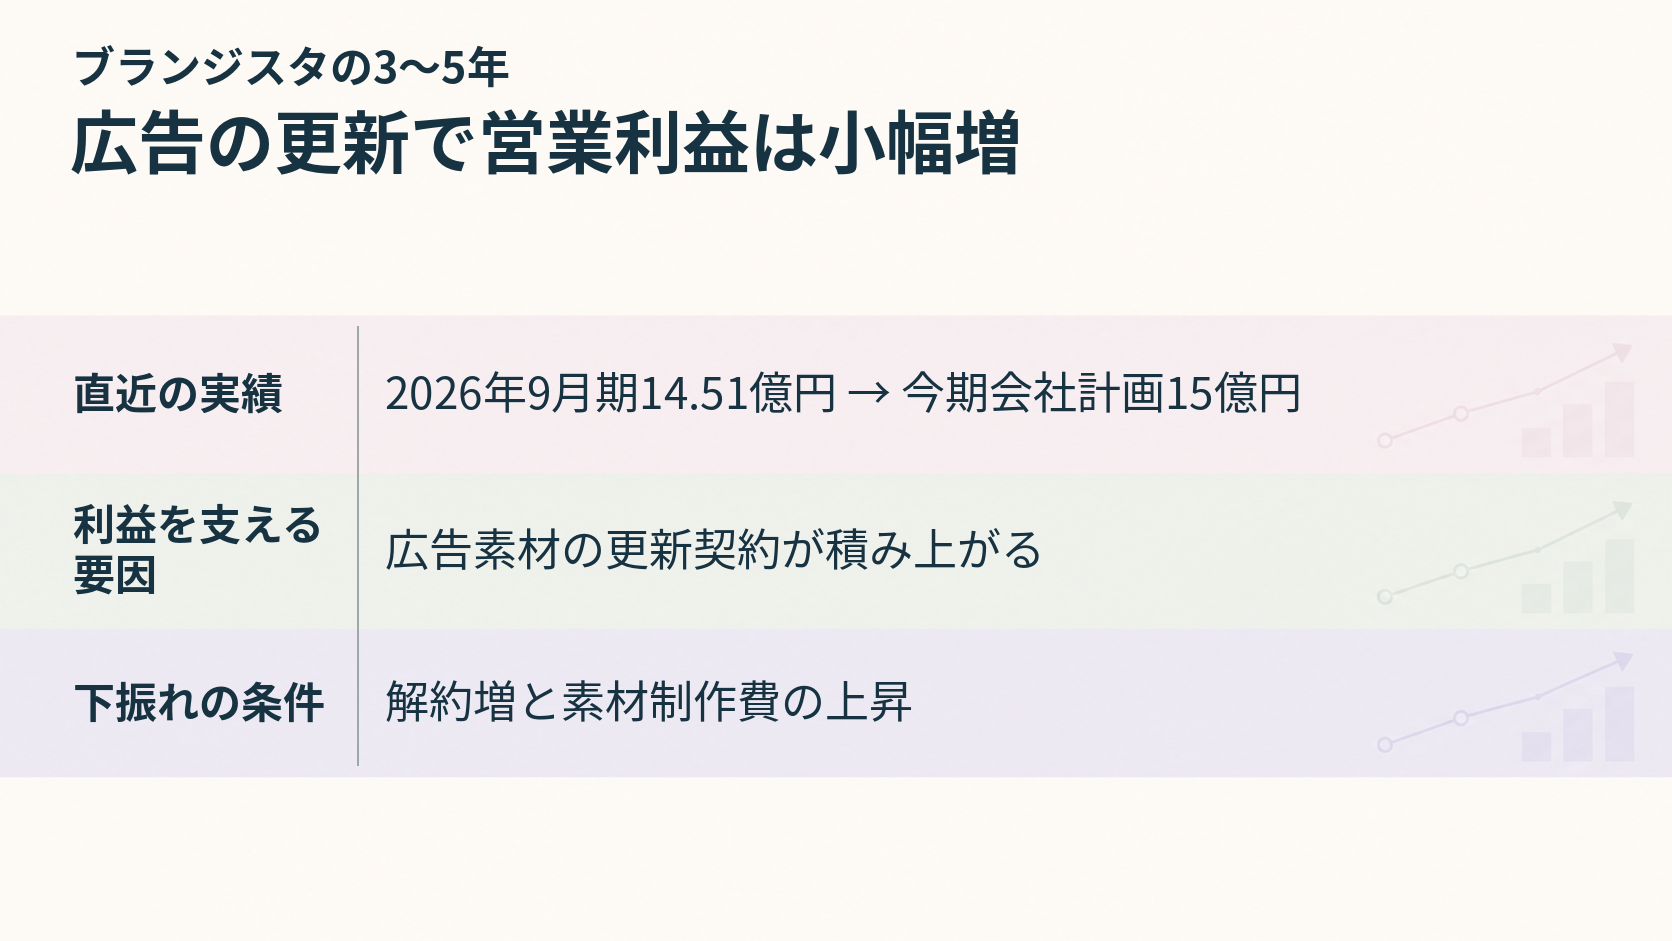 ブランジスタの3〜5年
広告の更新で営業利益は小幅増
直近の実績
2026年9月期14.51億円 → 今期会社計画15億円
利益を支える
要因
広告素材の更新契約が積み上がる
下振れの条件
解約増と素材制作費の上昇